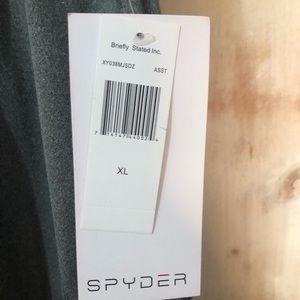 Briefly Stated Inc.
XY038MJSDZ ASST
XL
SPYDER